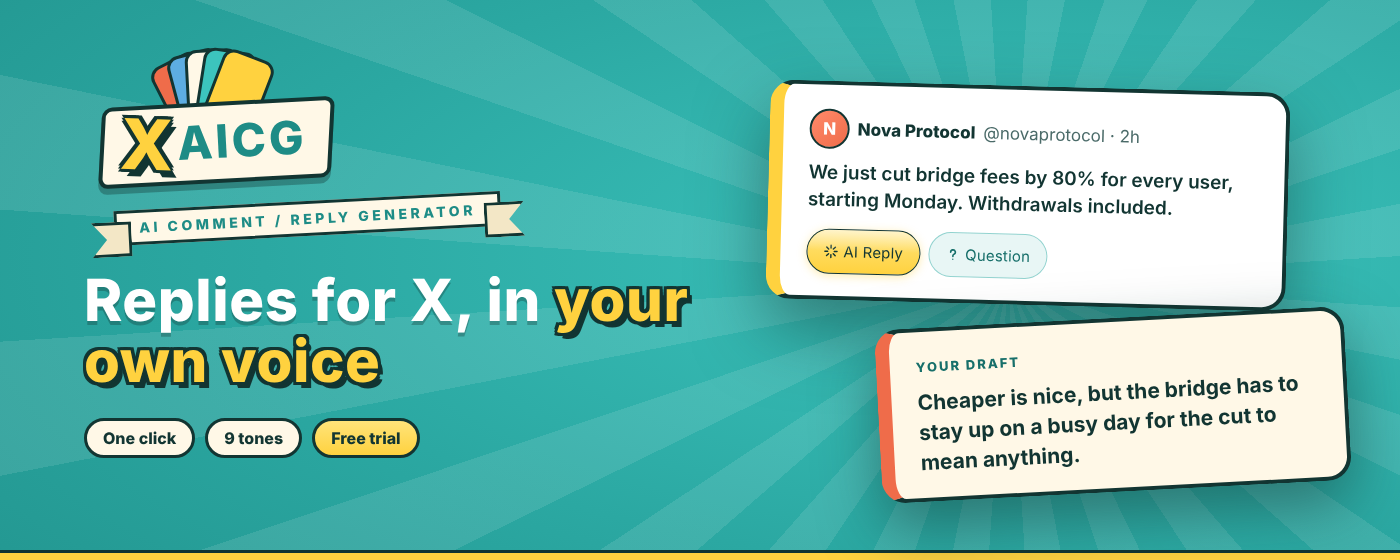 XAICG
AI COMMENT / REPLY GENERATOR
Replies for X, in your
own voice
One click
9 tones
Free trial
N
Nova Protocol @novaprotocol · 2h
We just cut bridge fees by 80% for every user,
starting Monday. Withdrawals included.
AI Reply
? Question
YOUR DRAFT
Cheaper is nice, but the bridge has to
stay up on a busy day for the cut to
mean anything.